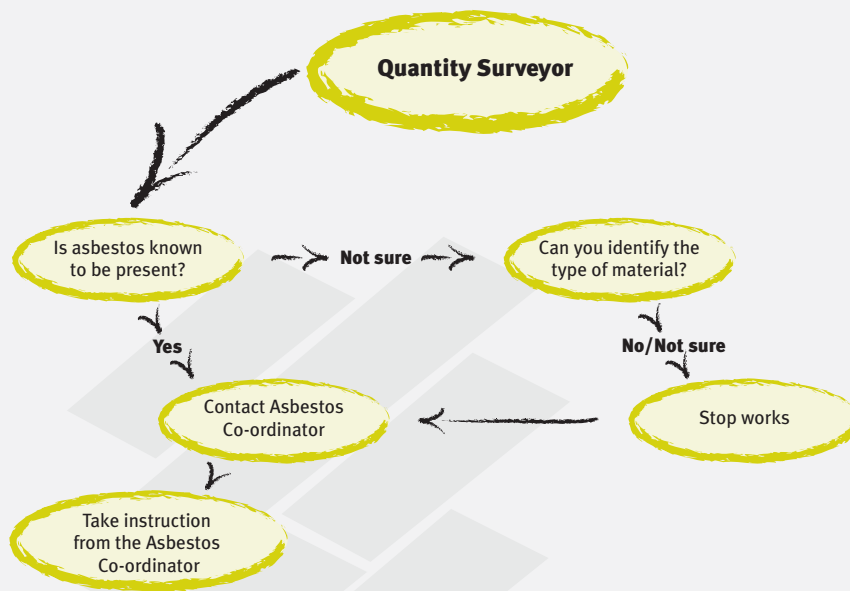 Quantity Surveyor
Is asbestos known
to be present?
Not sure
Can you identify the
type of material?
Yes
No/Not sure
Contact Asbestos
Co-ordinator
Stop works
Take instruction
from the Asbestos
Co-ordinator